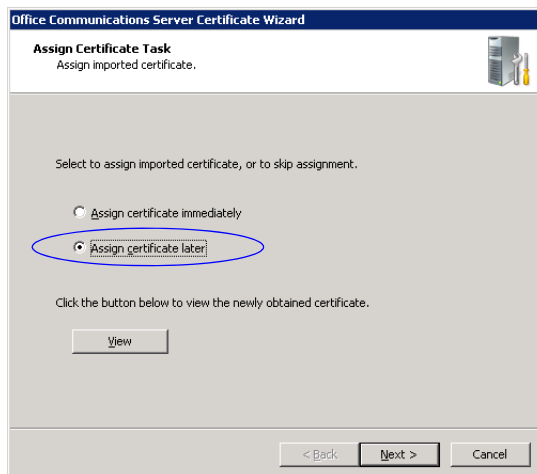 Office Communications Server Certificate Wizard
Assign Certificate Task
Assign imported certificate.
Select to assign imported certificate, or to skip assignment.
Assign certificate immediately
Assign certificate later
Click the button below to view the newly obtained certificate.
View
< Back
Next >
Cancel